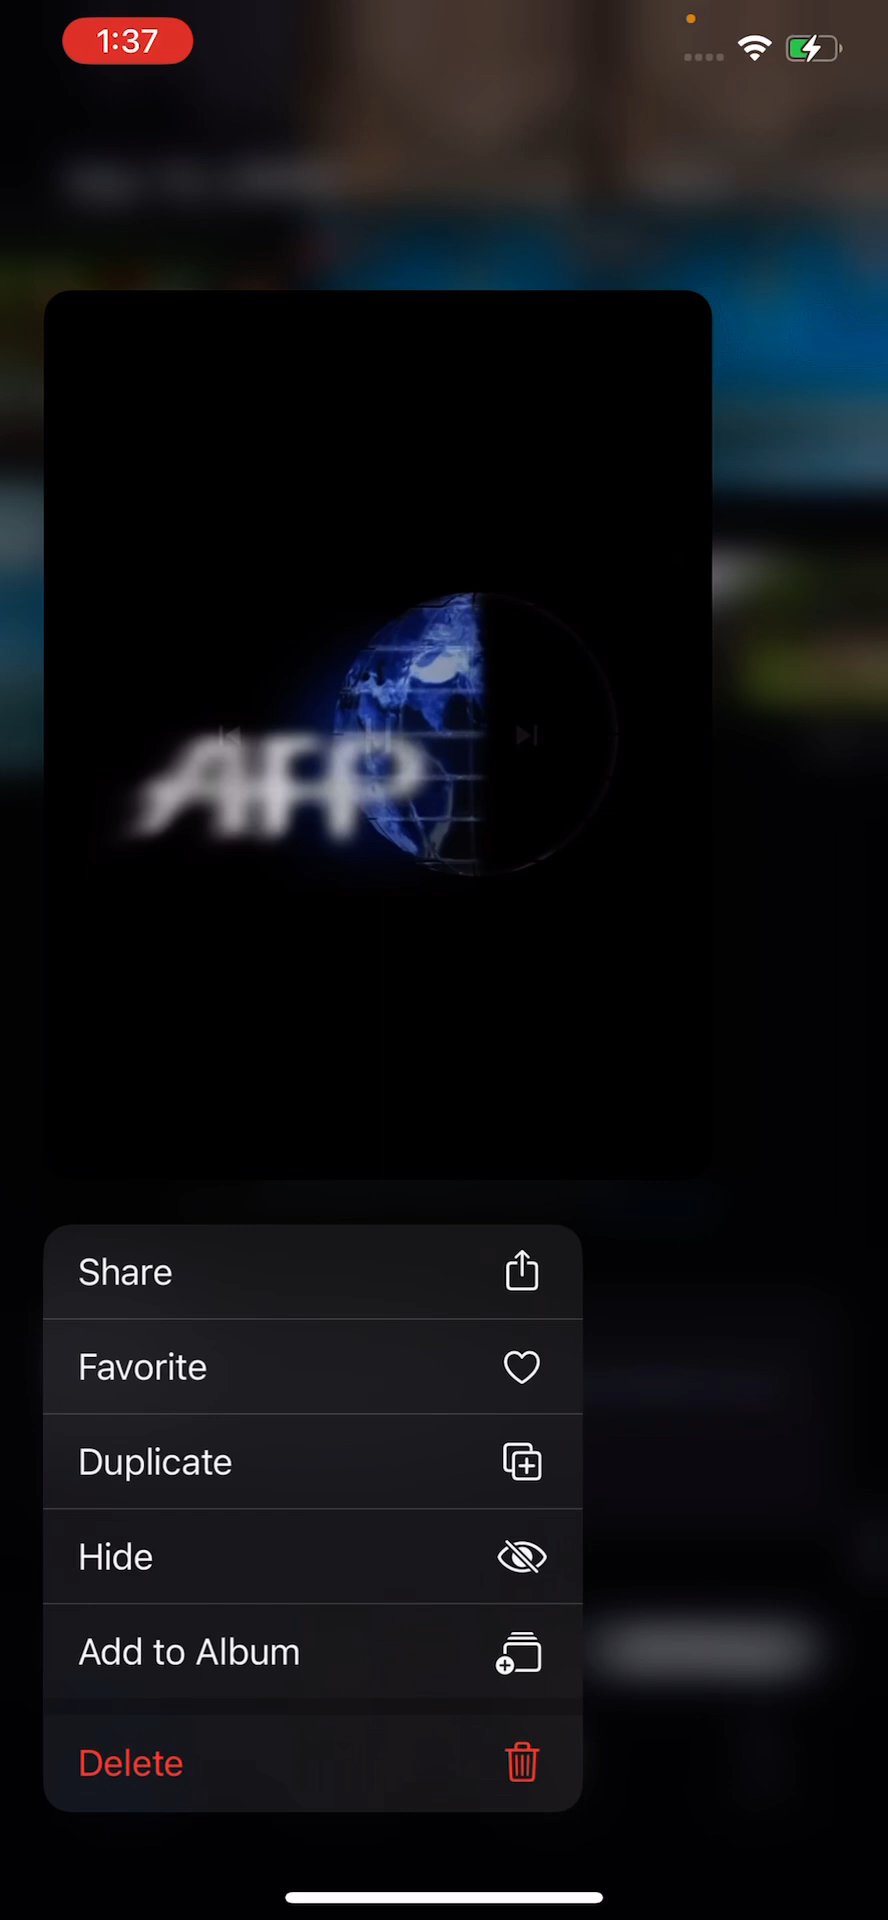 1:37
AFP
Share
Favorite
Duplicate
Hide
Add to Album
Delete